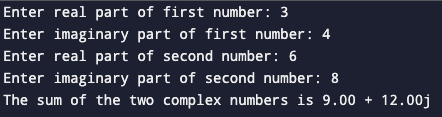 Enter real part of first number: 3
Enter imaginary part of first number: 4
Enter real part of second number: 6
Enter imaginary part of second number: 8
The sum of the two complex numbers is 9.00 + 12.00j